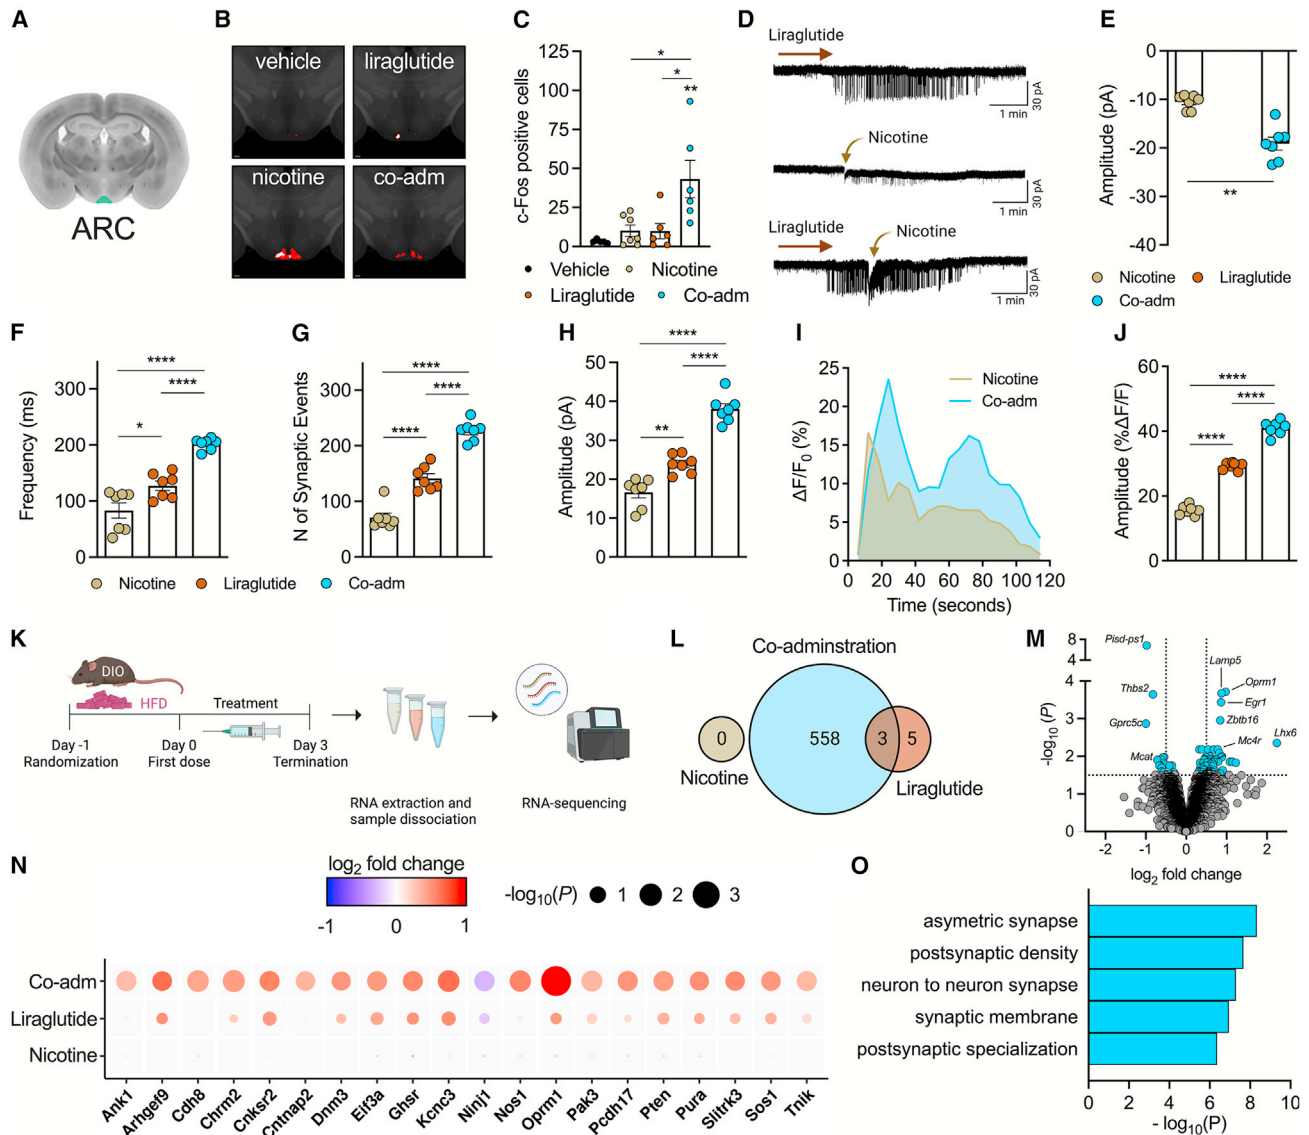 A
ARC
B
vehicle
liraglutide
nicotine
co-adm
C
c-Fos positive cells
125
100
75
50
25
0
*
*
**
Vehicle
Nicotine
Liraglutide
Co-adm
D
Liraglutide
30 pA
1 min
Nicotine
30 pA
1 min
Liraglutide
Nicotine
30 pA
1 min
E
Amplitude (pA)
0
-10
-20
-30
-40
**
Nicotine
Liraglutide
Co-adm
F
Frequency (ms)
300
200
100
0
****
****
*
G
N of Synaptic Events
300
200
100
0
****
****
****
Nicotine
Liraglutide
Co-adm
H
Amplitude (pA)
50
40
30
20
10
0
****
****
**
I
ΔF/F0 (%)
25
20
15
10
5
0
Nicotine
Co-adm
0 20 40 60 80 100 120
Time (seconds)
J
Amplitude (%ΔF/F)
60
40
20
0
****
****
****
K
DIO
HFD
Treatment
Day -1
Randomization
Day 0
First dose
Day 3
Termination
RNA extraction and
sample dissociation
RNA-sequencing
L
Co-adminstration
0
558
3
5
Nicotine
Liraglutide
M
-log10 (P)
8
4
4
3
2
1
0
Pisd-ps1
Lamp5
Thbs2
Oprm1
Egr1
Gprc5c
Zbtb16
Lhx6
Mc4r
Mcat
-2 -1 0 1 2
log2 fold change
N
log2 fold change
-1 0 1
-log10(P) 1 2 3
Co-adm
Liraglutide
Nicotine
Ank1 Arhgef9 Cdh8 Chrm2 Cnksr2 Cntnap2 Dnm3 Eif3a Ghsr Kcnc3 Ninj1 Nos1 Oprm1 Pak3 Pcdh17 Pten Pura Slitrk3 Sos1 Tnik
O
asymetric synapse
postsynaptic density
neuron to neuron synapse
synaptic membrane
postsynaptic specialization
0 2 4 6 8 10
- log10(P)